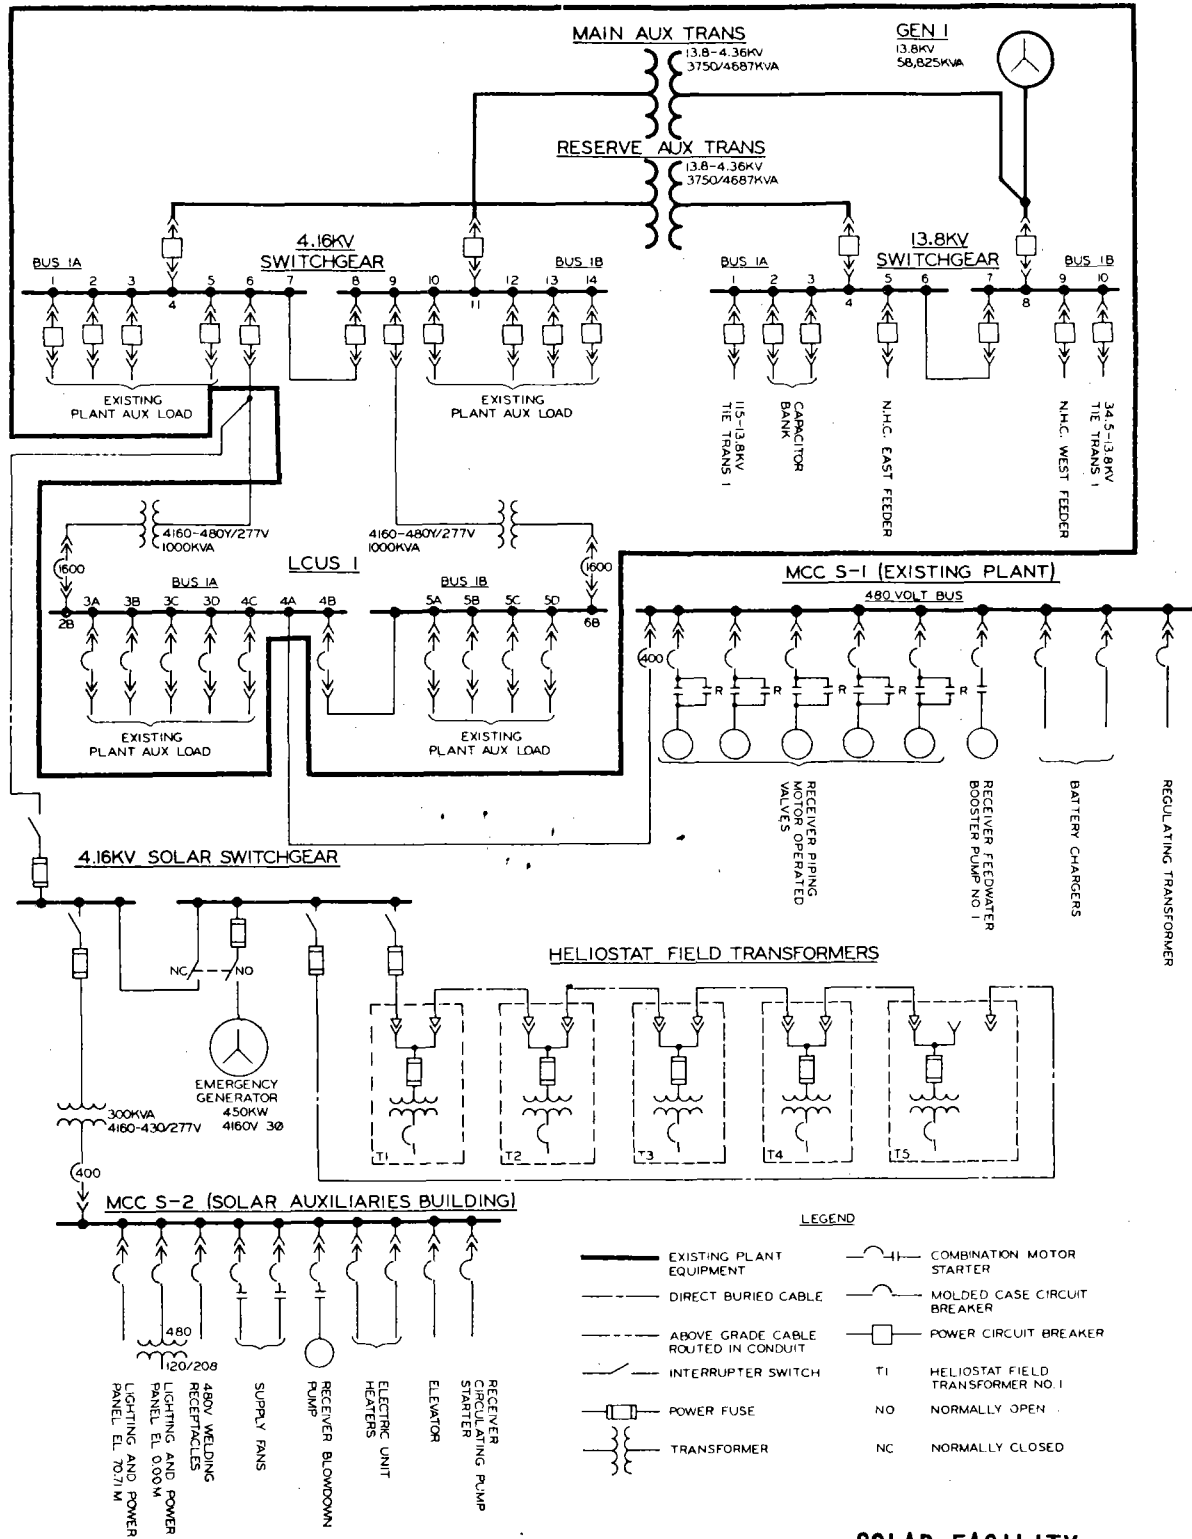 MAIN AUX TRANS
13.8-4.36KV
3750/4687KVA
GEN 1
13.8KV
58,825KVA
RESERVE AUX TRANS
13.8-4.36KV
3750/4687KVA
4.16KV
SWITCHGEAR
BUS 1A
BUS 1B
1 2 3 4 5 6 7 8 9 10 11 12 13 14
13.8KV
SWITCHGEAR
BUS 1A
BUS 1B
1 2 3 4 5 6 7 8 9 10
EXISTING
PLANT AUX LOAD
EXISTING
PLANT AUX LOAD
115-13.8KV
TIE TRANS 1
CAPACITOR
BANK
N.H.C. EAST FEEDER
N.H.C. WEST FEEDER
34.5-13.8KV
TIE TRANS 1
4160-480Y/277V
1000KVA
4160-480Y/277V
1000KVA
1600
1600
LCUS 1
BUS 1A
BUS 1B
2B 3A 3B 3C 3D 4C 4A 4B 5A 5B 5C 5D 6B
EXISTING
PLANT AUX LOAD
EXISTING
PLANT AUX LOAD
MCC S-1 (EXISTING PLANT)
480 VOLT BUS
400
R R R R R
RECEIVER PIPING
MOTOR OPERATED
VALVES
RECEIVER FEEDWATER
BOOSTER PUMP NO 1
BATTERY CHARGERS
REGULATING TRANSFORMER
4.16KV SOLAR SWITCHGEAR
NC
NO
EMERGENCY
GENERATOR
450KW
4160V 3Ø
300KVA
4160-430/277V
400
HELIOSTAT FIELD TRANSFORMERS
T1 T2 T3 T4 T5
MCC S-2 (SOLAR AUXILIARIES BUILDING)
480
120/208
LIGHTING AND POWER
PANEL EL 70.71 M
LIGHTING AND POWER
PANEL EL 0.00 M
480V WELDING
RECEPTACLES
SUPPLY FANS
RECEIVER BLOWDOWN
PUMP
ELECTRIC UNIT
HEATERS
ELEVATOR
RECEIVER
CIRCULATING PUMP
STARTER
LEGEND
EXISTING PLANT
EQUIPMENT
DIRECT BURIED CABLE
ABOVE GRADE CABLE
ROUTED IN CONDUIT
INTERRUPTER SWITCH
POWER FUSE
TRANSFORMER
COMBINATION MOTOR
STARTER
MOLDED CASE CIRCUIT
BREAKER
POWER CIRCUIT BREAKER
T1 HELIOSTAT FIELD
TRANSFORMER NO. 1
NO NORMALLY OPEN
NC NORMALLY CLOSED